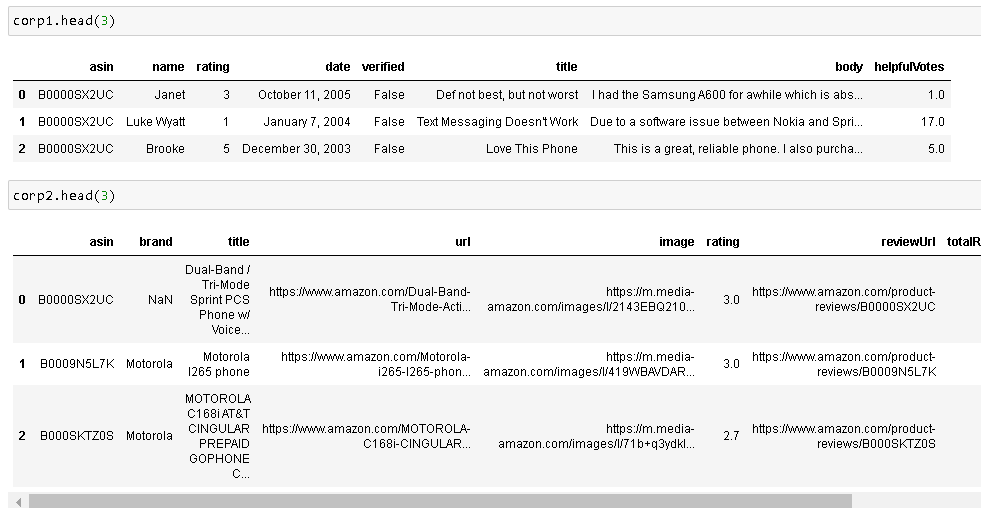 corp1.head(3)
asin name rating date verified title body helpfulVotes
0 B0000SX2UC Janet 3 October 11, 2005 False Def not best, but not worst I had the Samsung A600 for awhile which is abs... 1.0
1 B0000SX2UC Luke Wyatt 1 January 7, 2004 False Text Messaging Doesn't Work Due to a software issue between Nokia and Spri... 17.0
2 B0000SX2UC Brooke 5 December 30, 2003 False Love This Phone This is a great, reliable phone. I also purcha... 5.0
corp2.head(3)
asin brand title url image rating reviewUrl totalR
Dual-Band /
Tri-Mode
Sprint PCS
Phone w/
Voice...
0 B0000SX2UC NaN https://www.amazon.com/Dual-Band-
Tri-Mode-Acti... https://m.media-
amazon.com/images/I/2143EBQ210... 3.0 https://www.amazon.com/product-
reviews/B0000SX2UC
1 B0009N5L7K Motorola Motorola
I265 phone https://www.amazon.com/Motorola-
i265-I265-phon... https://m.media-
amazon.com/images/I/419WBAVDAR... 3.0 https://www.amazon.com/product-
reviews/B0009N5L7K
MOTOROLA
C168i AT&T
CINGULAR
PREPAID
GOPHONE
C...
2 B000SKTZ0S Motorola https://www.amazon.com/MOTOROLA-
C168i-CINGULAR... https://m.media-
amazon.com/images/I/71b+q3ydkI... 2.7 https://www.amazon.com/product-
reviews/B000SKTZ0S